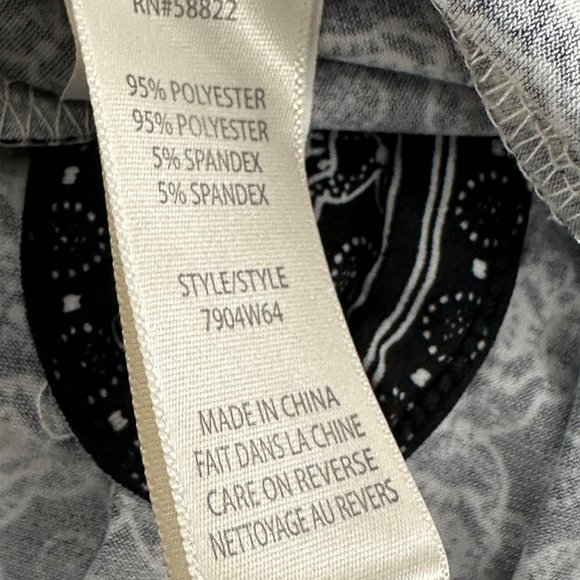 RN#58822
95% POLYESTER
95% POLYESTER
5% SPANDEX
5% SPANDEX
STYLE/STYLE
7904W64
MADE IN CHINA
FAIT DANS LA CHINE
CARE ON REVERSE
NETTOYAGE AU REVERS